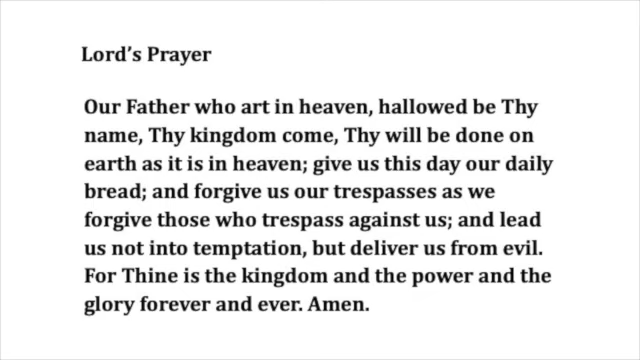 Lord's Prayer
Our Father who art in heaven, hallowed be Thy
name, Thy kingdom come, Thy will be done on
earth as it is in heaven; give us this day our daily
bread; and forgive us our trespasses as we
forgive those who trespass against us; and lead
us not into temptation, but deliver us from evil.
For Thine is the kingdom and the power and the
glory forever and ever. Amen.